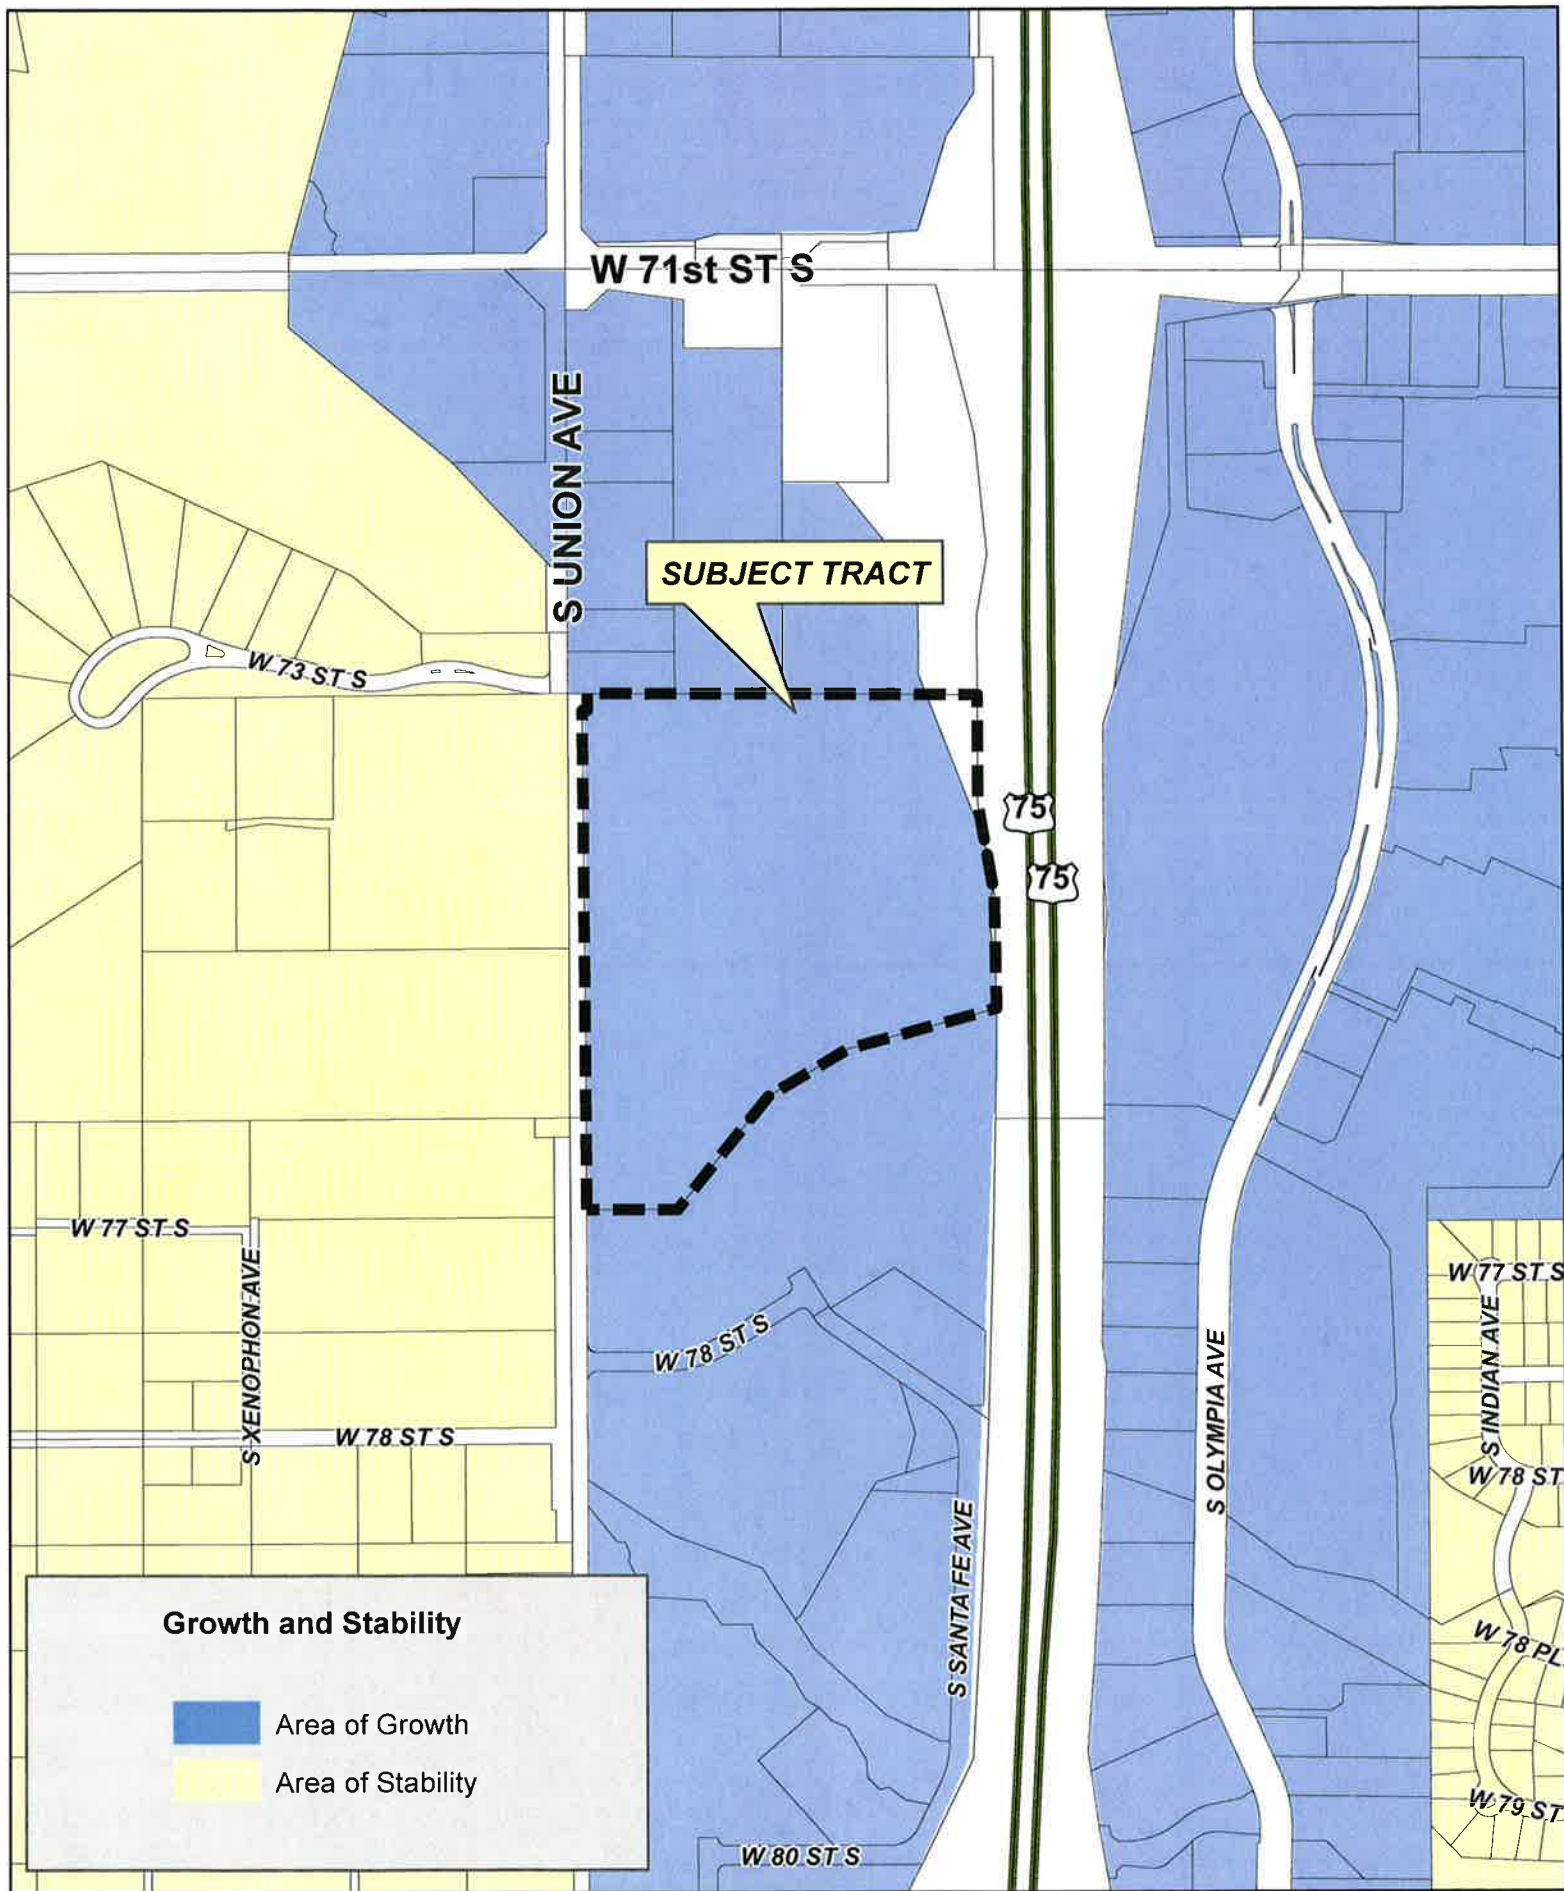 W 71st ST S
S UNION AVE
SUBJECT TRACT
W 73 ST S
75
75
W 77 ST S
S XENOPHON AVE
W 78 ST S
W 78 ST S
S SANTA FE AVE
S OLYMPIA AVE
W 77 ST S
S INDIAN AVE
W 78 ST
W 78 PL
W 79 ST
W 80 ST S
Growth and Stability
Area of Growth
Area of Stability